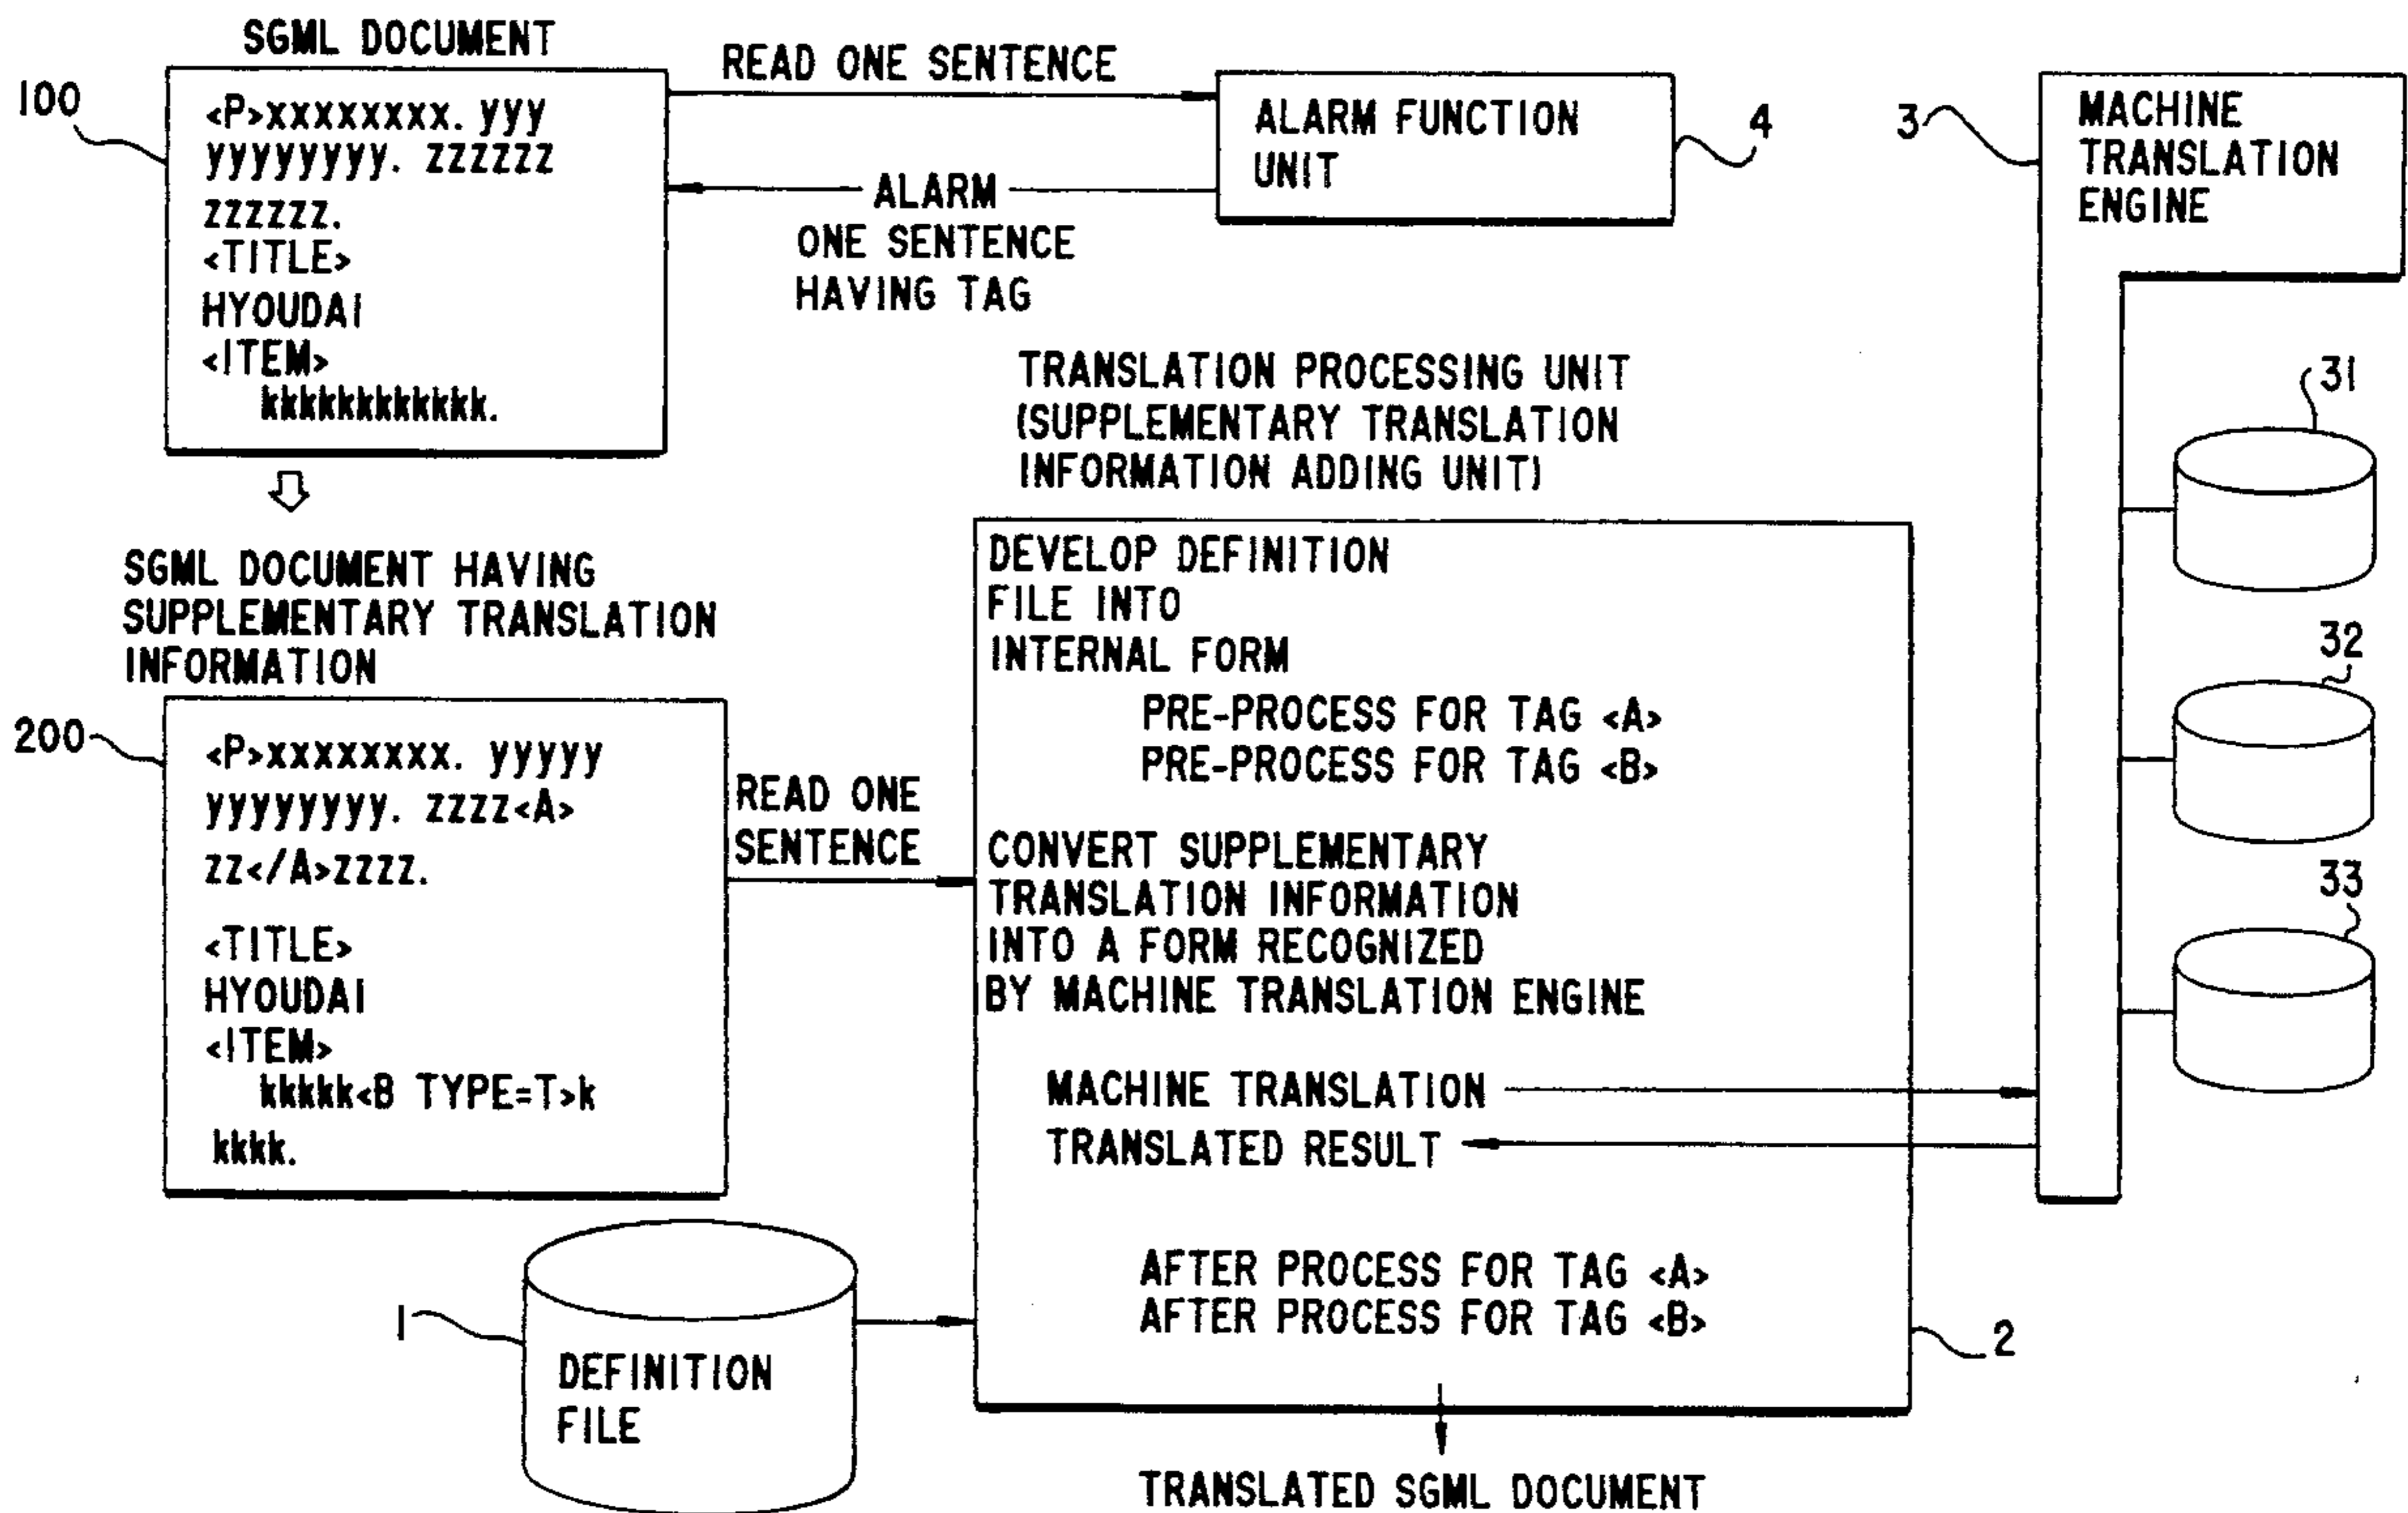 SGML DOCUMENT
100
<P>xxxxxxxx. yyy
yyyyyyyy. zzzzzz
zzzzzz.
<TITLE>
HYOUDAI
<ITEM>
kkkkkkkkkkkk.
READ ONE SENTENCE
ALARM
ONE SENTENCE
HAVING TAG
ALARM FUNCTION
UNIT
4
3
MACHINE
TRANSLATION
ENGINE
31
32
33
SGML DOCUMENT HAVING
SUPPLEMENTARY TRANSLATION
INFORMATION
200
<P>xxxxxxxx. yyyyy
yyyyyyyy. zzzz<A>
zz</A>zzzz.
<TITLE>
HYOUDAI
<ITEM>
kkkkk<B TYPE=T>k
kkkk.
READ ONE
SENTENCE
TRANSLATION PROCESSING UNIT
(SUPPLEMENTARY TRANSLATION
INFORMATION ADDING UNIT)
DEVELOP DEFINITION
FILE INTO
INTERNAL FORM
PRE-PROCESS FOR TAG <A>
PRE-PROCESS FOR TAG <B>
CONVERT SUPPLEMENTARY
TRANSLATION INFORMATION
INTO A FORM RECOGNIZED
BY MACHINE TRANSLATION ENGINE
MACHINE TRANSLATION
TRANSLATED RESULT
AFTER PROCESS FOR TAG <A>
AFTER PROCESS FOR TAG <B>
2
1
DEFINITION
FILE
TRANSLATED SGML DOCUMENT